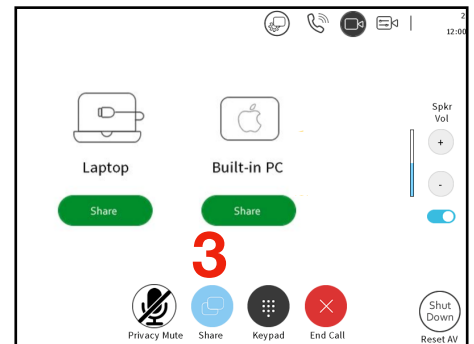 2
12:00
Spkr
Vol
+
-
Laptop
Built-in PC
Share
Share
3
Privacy Mute
Share
Keypad
End Call
Shut
Down
Reset AV